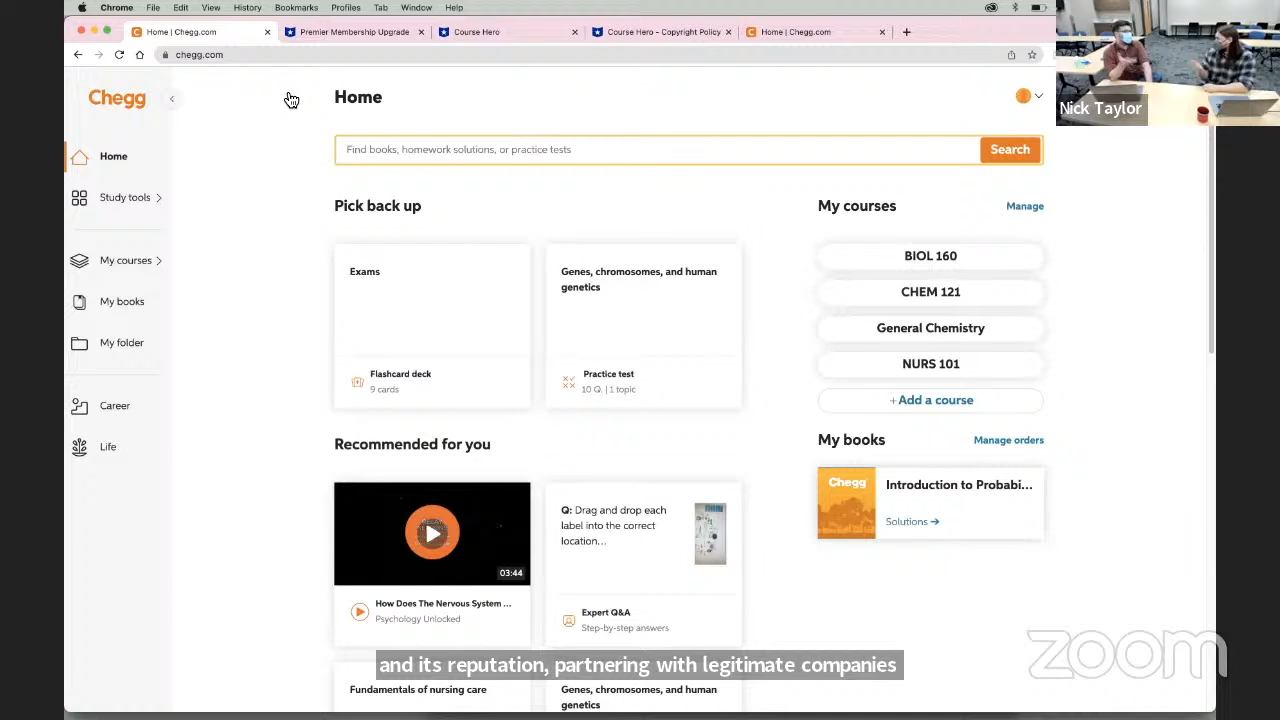 Chrome File Edit View History Bookmarks Profiles Tab Window Help
Home | Chegg.com
Premier Membership Upgrade
Course Hero
Course Hero - Copyright Policy
Home | Chegg.com
chegg.com
Nick Taylor
Chegg
Home
Study tools
My courses
My books
My folder
Career
Life
Home
Find books, homework solutions, or practice tests
Search
Pick back up
Exams
Flashcard deck
9 cards
Genes, chromosomes, and human
genetics
Practice test
10 Q. | 1 topic
Recommended for you
03:44
How Does The Nervous System ...
Psychology Unlocked
Q: Drag and drop each
label into the correct
location...
Expert Q&A
Step-by-step answers
Fundamentals of nursing care
Genes, chromosomes, and human
genetics
My courses
Manage
BIOL 160
CHEM 121
General Chemistry
NURS 101
+ Add a course
My books
Manage orders
Chegg
Introduction to Probabi...
Solutions →
and its reputation, partnering with legitimate companies
zoom